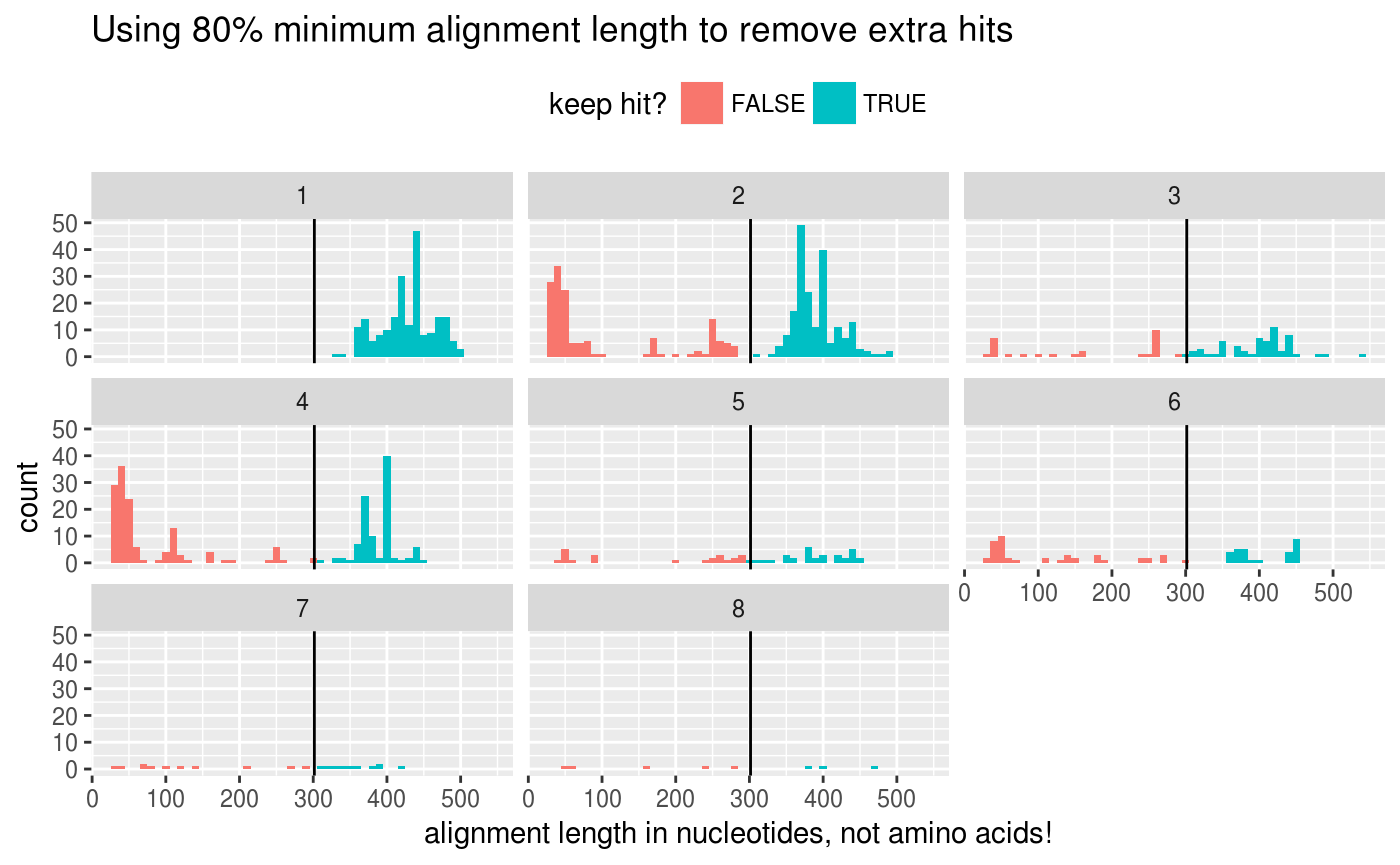 Using 80% minimum alignment length to remove extra hits
keep hit? FALSE TRUE
1 2 3
50
40
30
20
10
0
4 5 6
50
40
30
20
10
0
count
0 100 200 300 400 500
7 8
50
40
30
20
10
0
0 100 200 300 400 500 0 100 200 300 400 500
alignment length in nucleotides, not amino acids!